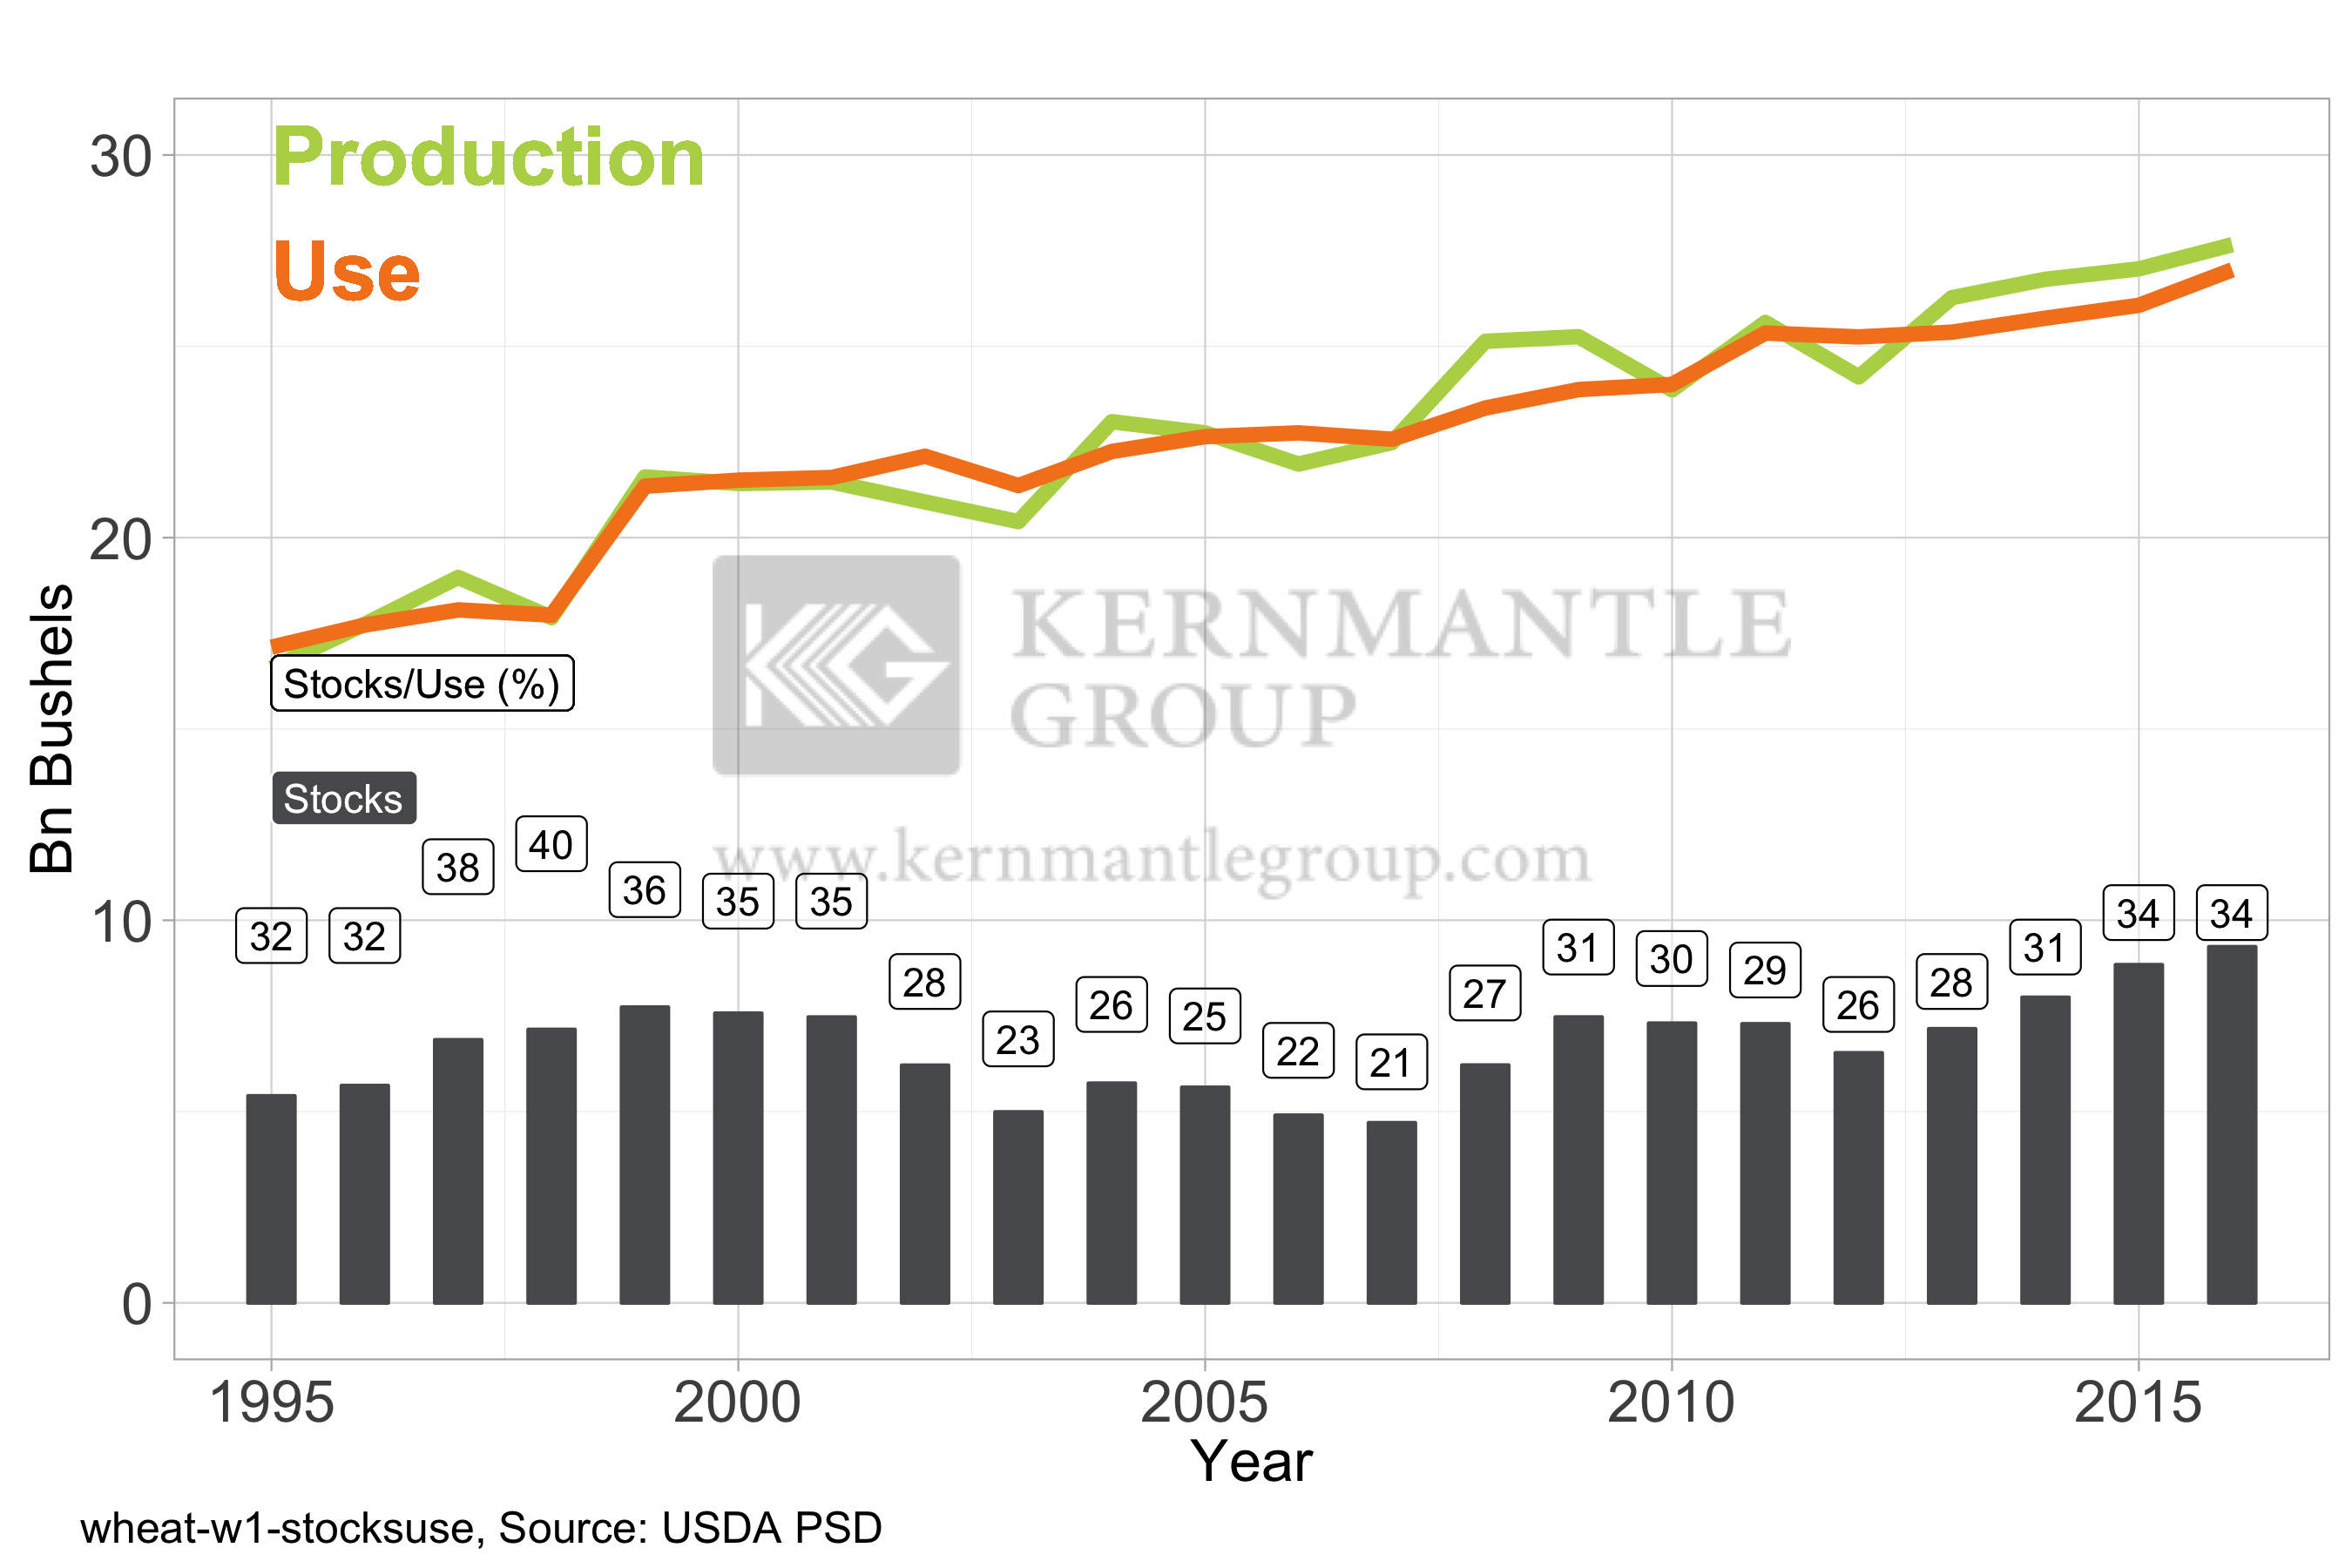 30
Production
Use
20
Bn Bushels
KERNMANTLE
GROUP
Stocks/Use (%)
Stocks
www.kernmantlegroup.com
10
32 32 38 40 36 35 35 28 23 26 25 22 21 27 31 30 29 26 28 31 34 34
0
1995 2000 2005 2010 2015
Year
wheat-w1-stocksuse, Source: USDA PSD